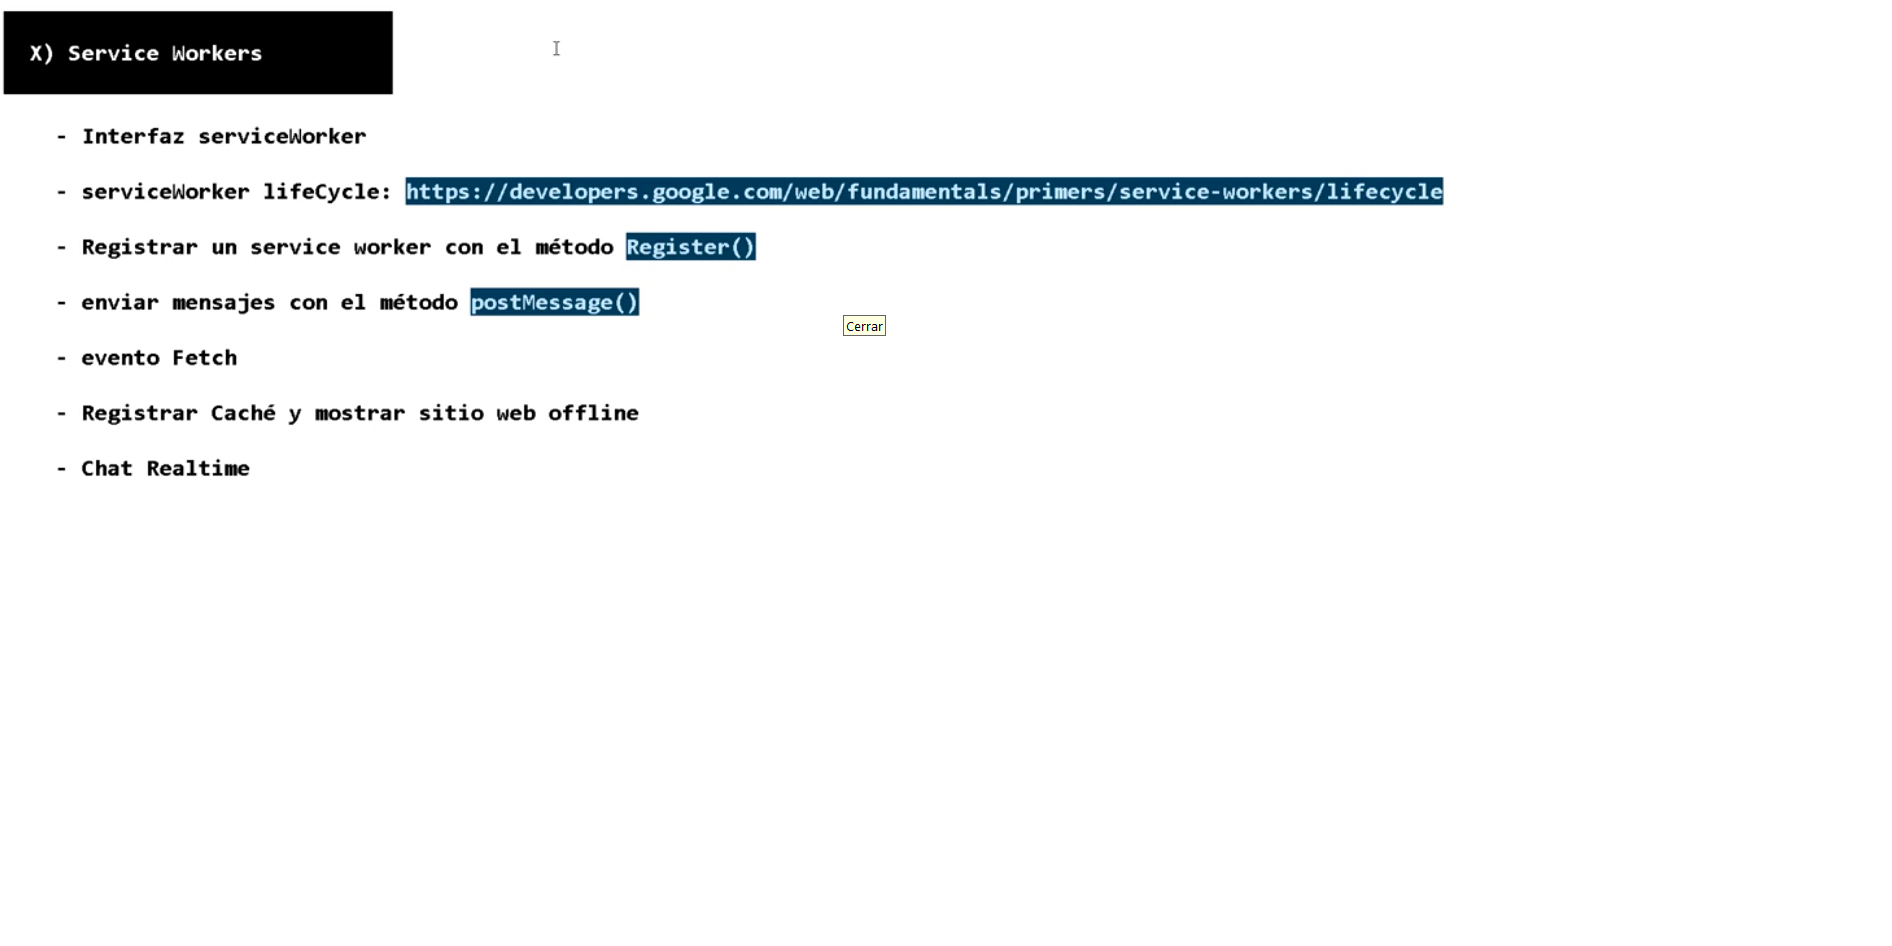 X) Service Workers
- Interfaz serviceWorker
- serviceWorker lifeCycle: https://developers.google.com/web/fundamentals/primers/service-workers/lifecycle
- Registrar un service worker con el método Register()
- enviar mensajes con el método postMessage()
Cerrar
- evento Fetch
- Registrar Caché y mostrar sitio web offline
- Chat Realtime